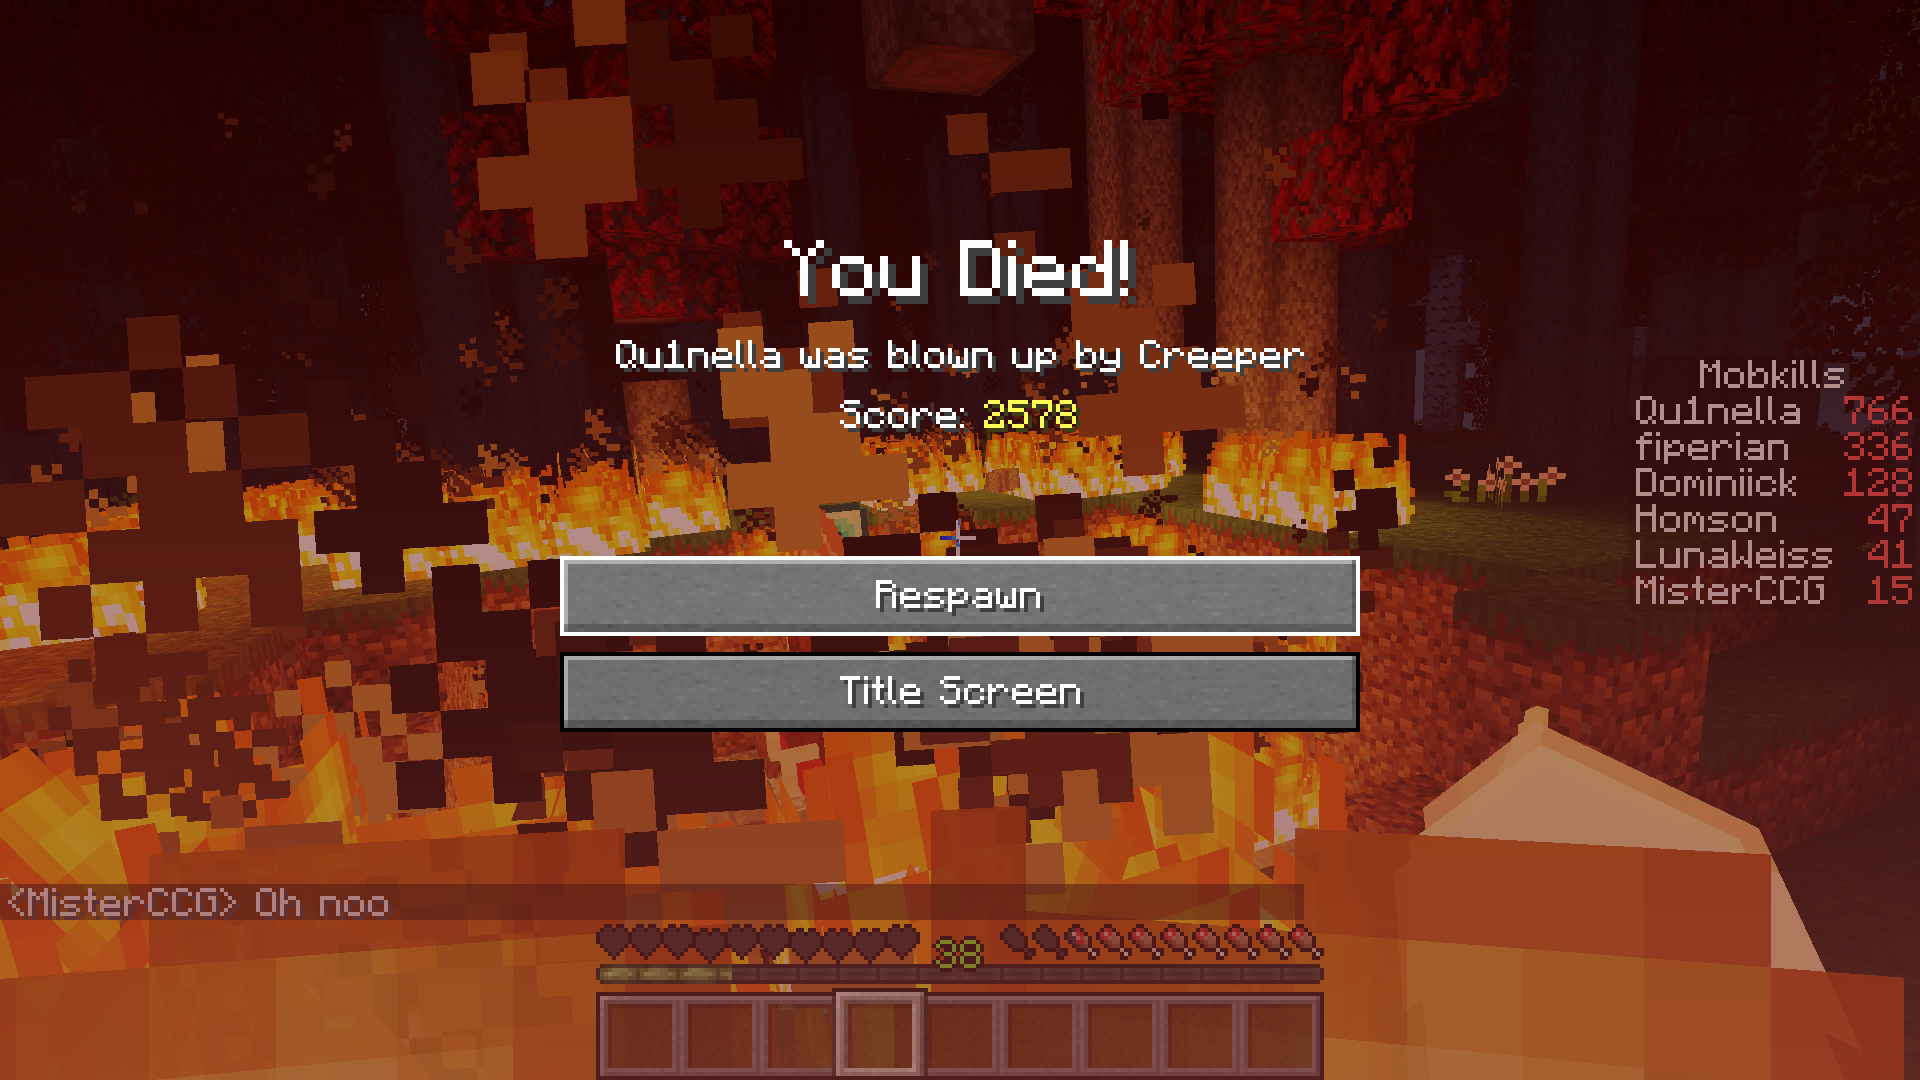 You Died!
Qu1nella was blown up by Creeper
Score: 2578
Respawn
Title Screen
Mobkills
Qu1nella 766
fiperian 336
Dominiick 128
Homson 47
LunaWeiss 41
MisterCCG 15
<MisterCCG> Oh noo
38